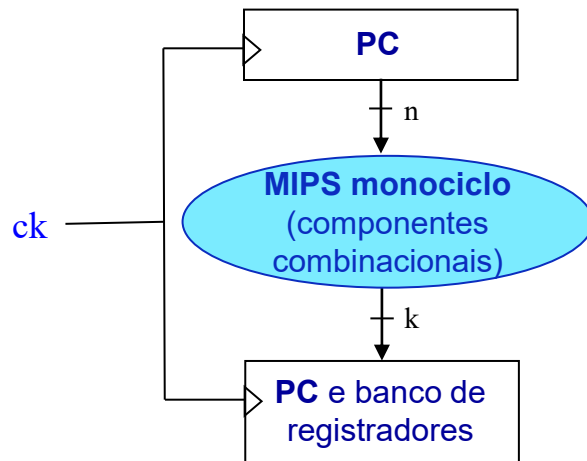 PC
n
MIPS monociclo
(componentes
combinacionais)
ck
k
PC e banco de
registradores